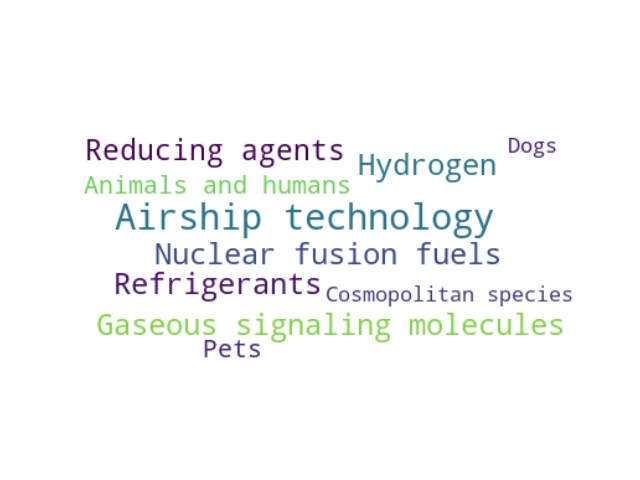 Reducing agents
Hydrogen
Dogs
Animals and humans
Airship technology
Nuclear fusion fuels
Refrigerants
Cosmopolitan species
Gaseous signaling molecules
Pets